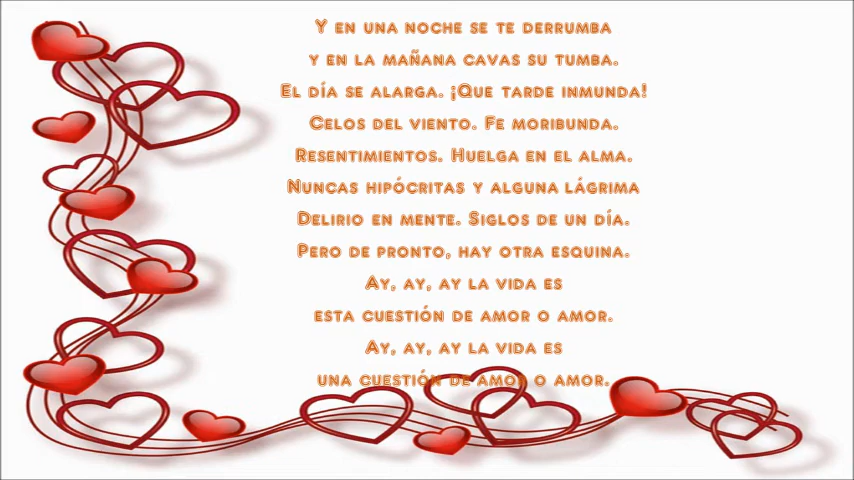 Y en una noche se te derrumba
y en la mañana cavas su tumba.
El día se alarga. ¡Que tarde inmunda!
Celos del viento. Fe moribunda.
Resentimientos. Huelga en el alma.
Nuncas hipócritas y alguna lágrima
Delirio en mente. Siglos de un día.
Pero de pronto, hay otra esquina.
Ay, ay, ay la vida es
esta cuestión de amor o amor.
Ay, ay, ay la vida es
una cuestión de amor o amor.